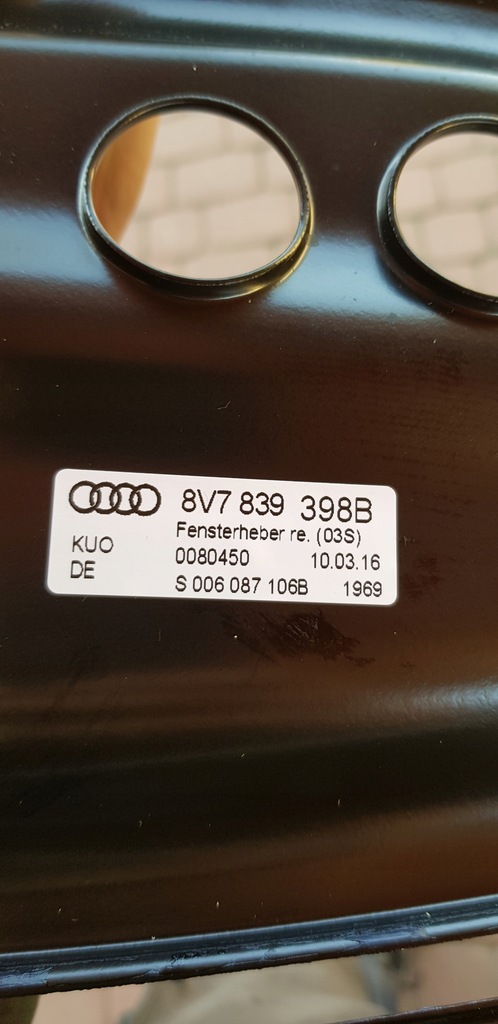 8V7 839 398B
Fensterheber re. (03S)
KUO 0080450 10.03.16
DE S 006 087 106B 1969